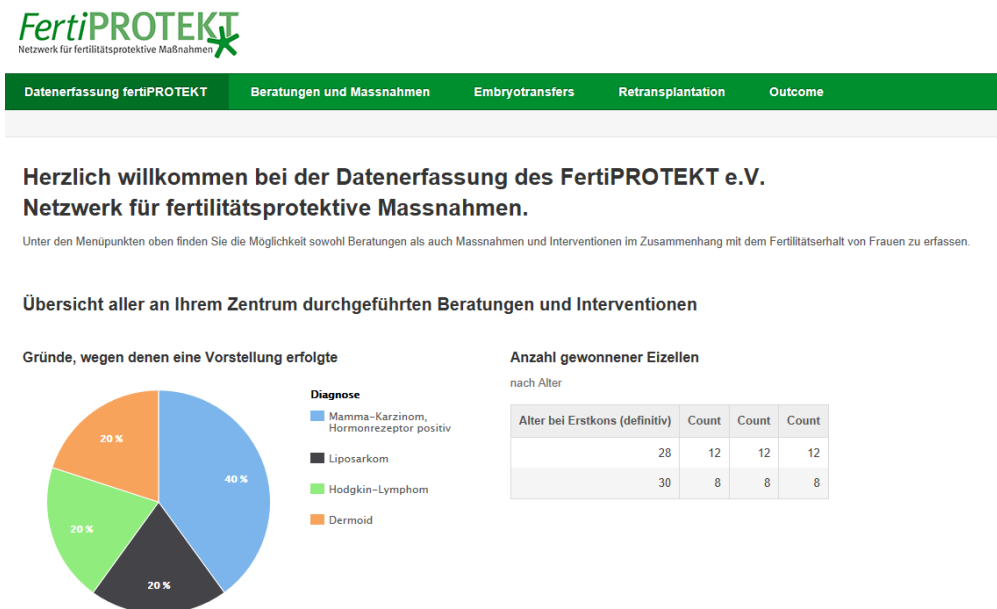 FertiPROTEKT
Netzwerk für fertilitätsprotektive Maßnahmen
Datenerfassung fertiPROTEKT Beratungen und Massnahmen Embryotransfers Retransplantation Outcome
Herzlich willkommen bei der Datenerfassung des FertiPROTEKT e.V.
Netzwerk für fertilitätsprotektive Massnahmen.
Unter den Menüpunkten oben finden Sie die Möglichkeit sowohl Beratungen als auch Massnahmen und Interventionen im Zusammenhang mit dem Fertilitätserhalt von Frauen zu erfassen.
Übersicht aller an Ihrem Zentrum durchgeführten Beratungen und Interventionen
Gründe, wegen denen eine Vorstellung erfolgte
20 %
40 %
20 %
20 %
Diagnose
Mamma-Karzinom,
Hormonrezeptor positiv
Liposarkom
Hodgkin-Lymphom
Dermoid
Anzahl gewonnener Eizellen
nach Alter
Alter bei Erstkons (definitiv) Count Count Count
28 12 12 12
30 8 8 8